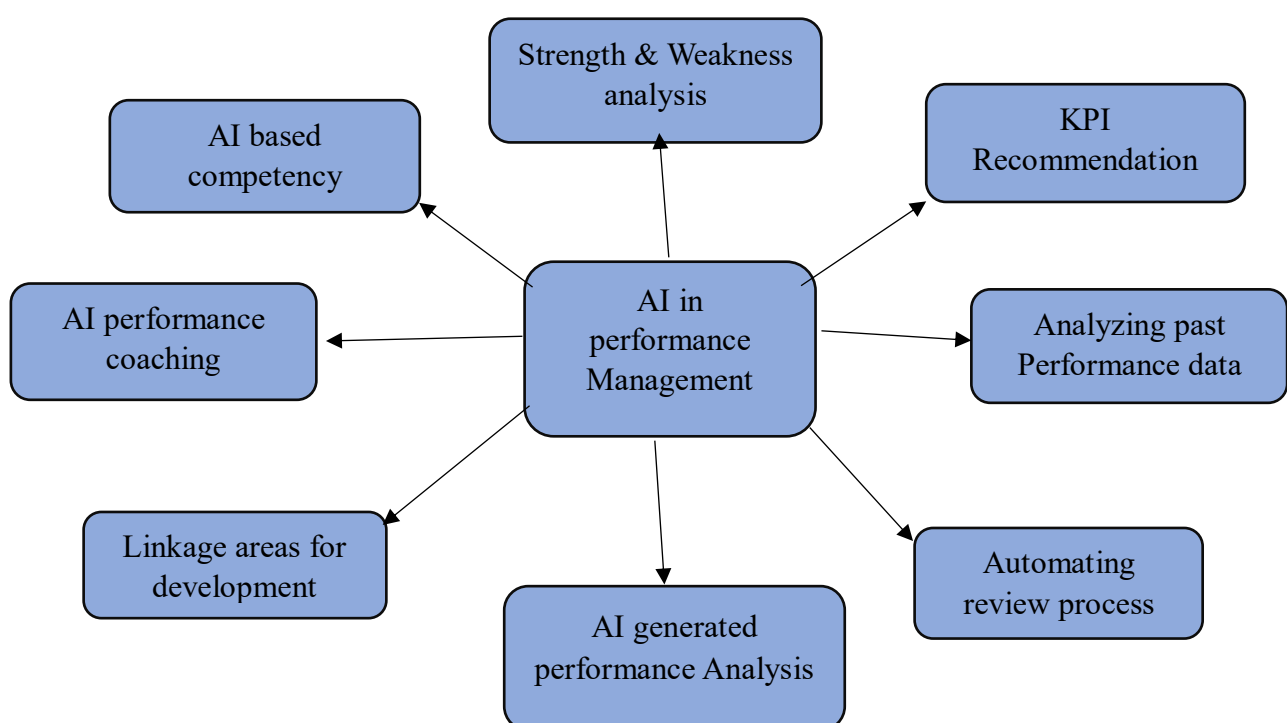 Strength & Weakness
analysis
KPI
Recommendation
AI based
competency
AI in
performance
Management
AI performance
coaching
Analyzing past
Performance data
Linkage areas for
development
Automating
review process
AI generated
performance Analysis